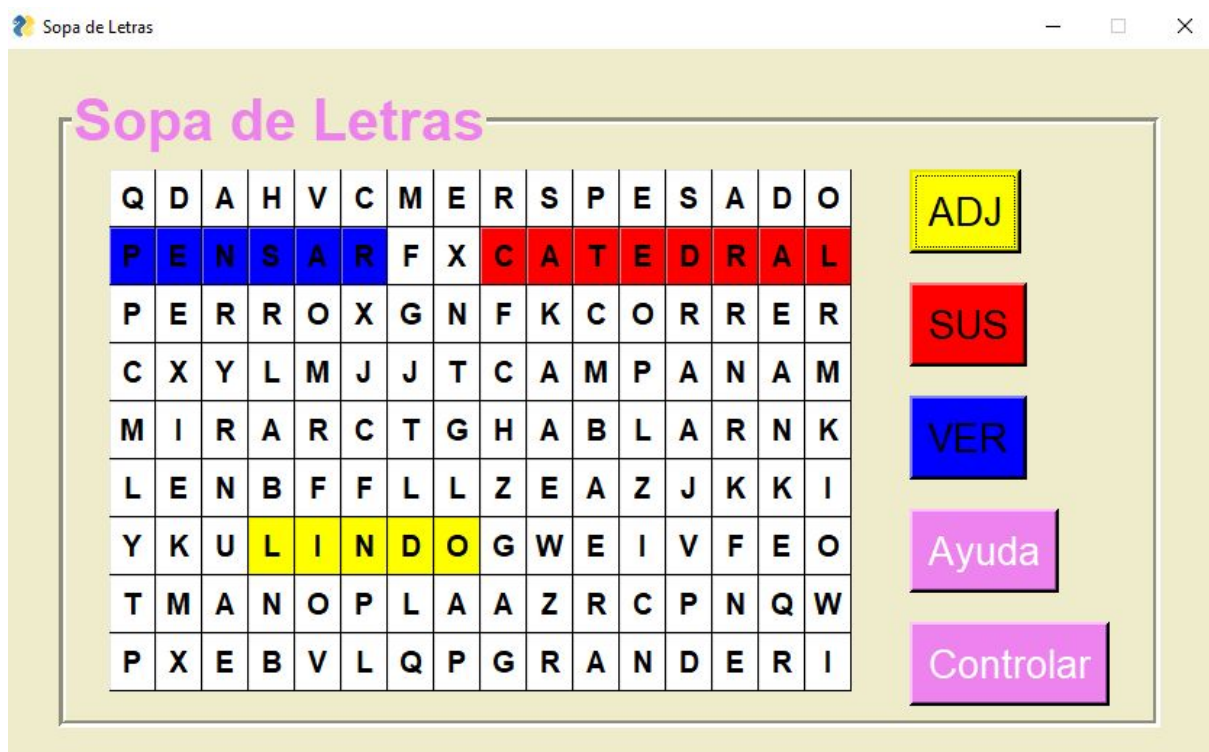 Sopa de Letras
Sopa de Letras
Q D A H V C M E R S P E S A D O
P E N S A R F X C A T E D R A L
P E R R O X G N F K C O R R E R
C X Y L M J J T C A M P A N A M
M I R A R C T G H A B L A R N K
L E N B F F L L Z E A Z J K K I
Y K U L I N D O G W E I V F E O
T M A N O P L A A Z R C P N Q W
P X E B V L Q P G R A N D E R I
ADJ
SUS
VER
Ayuda
Controlar